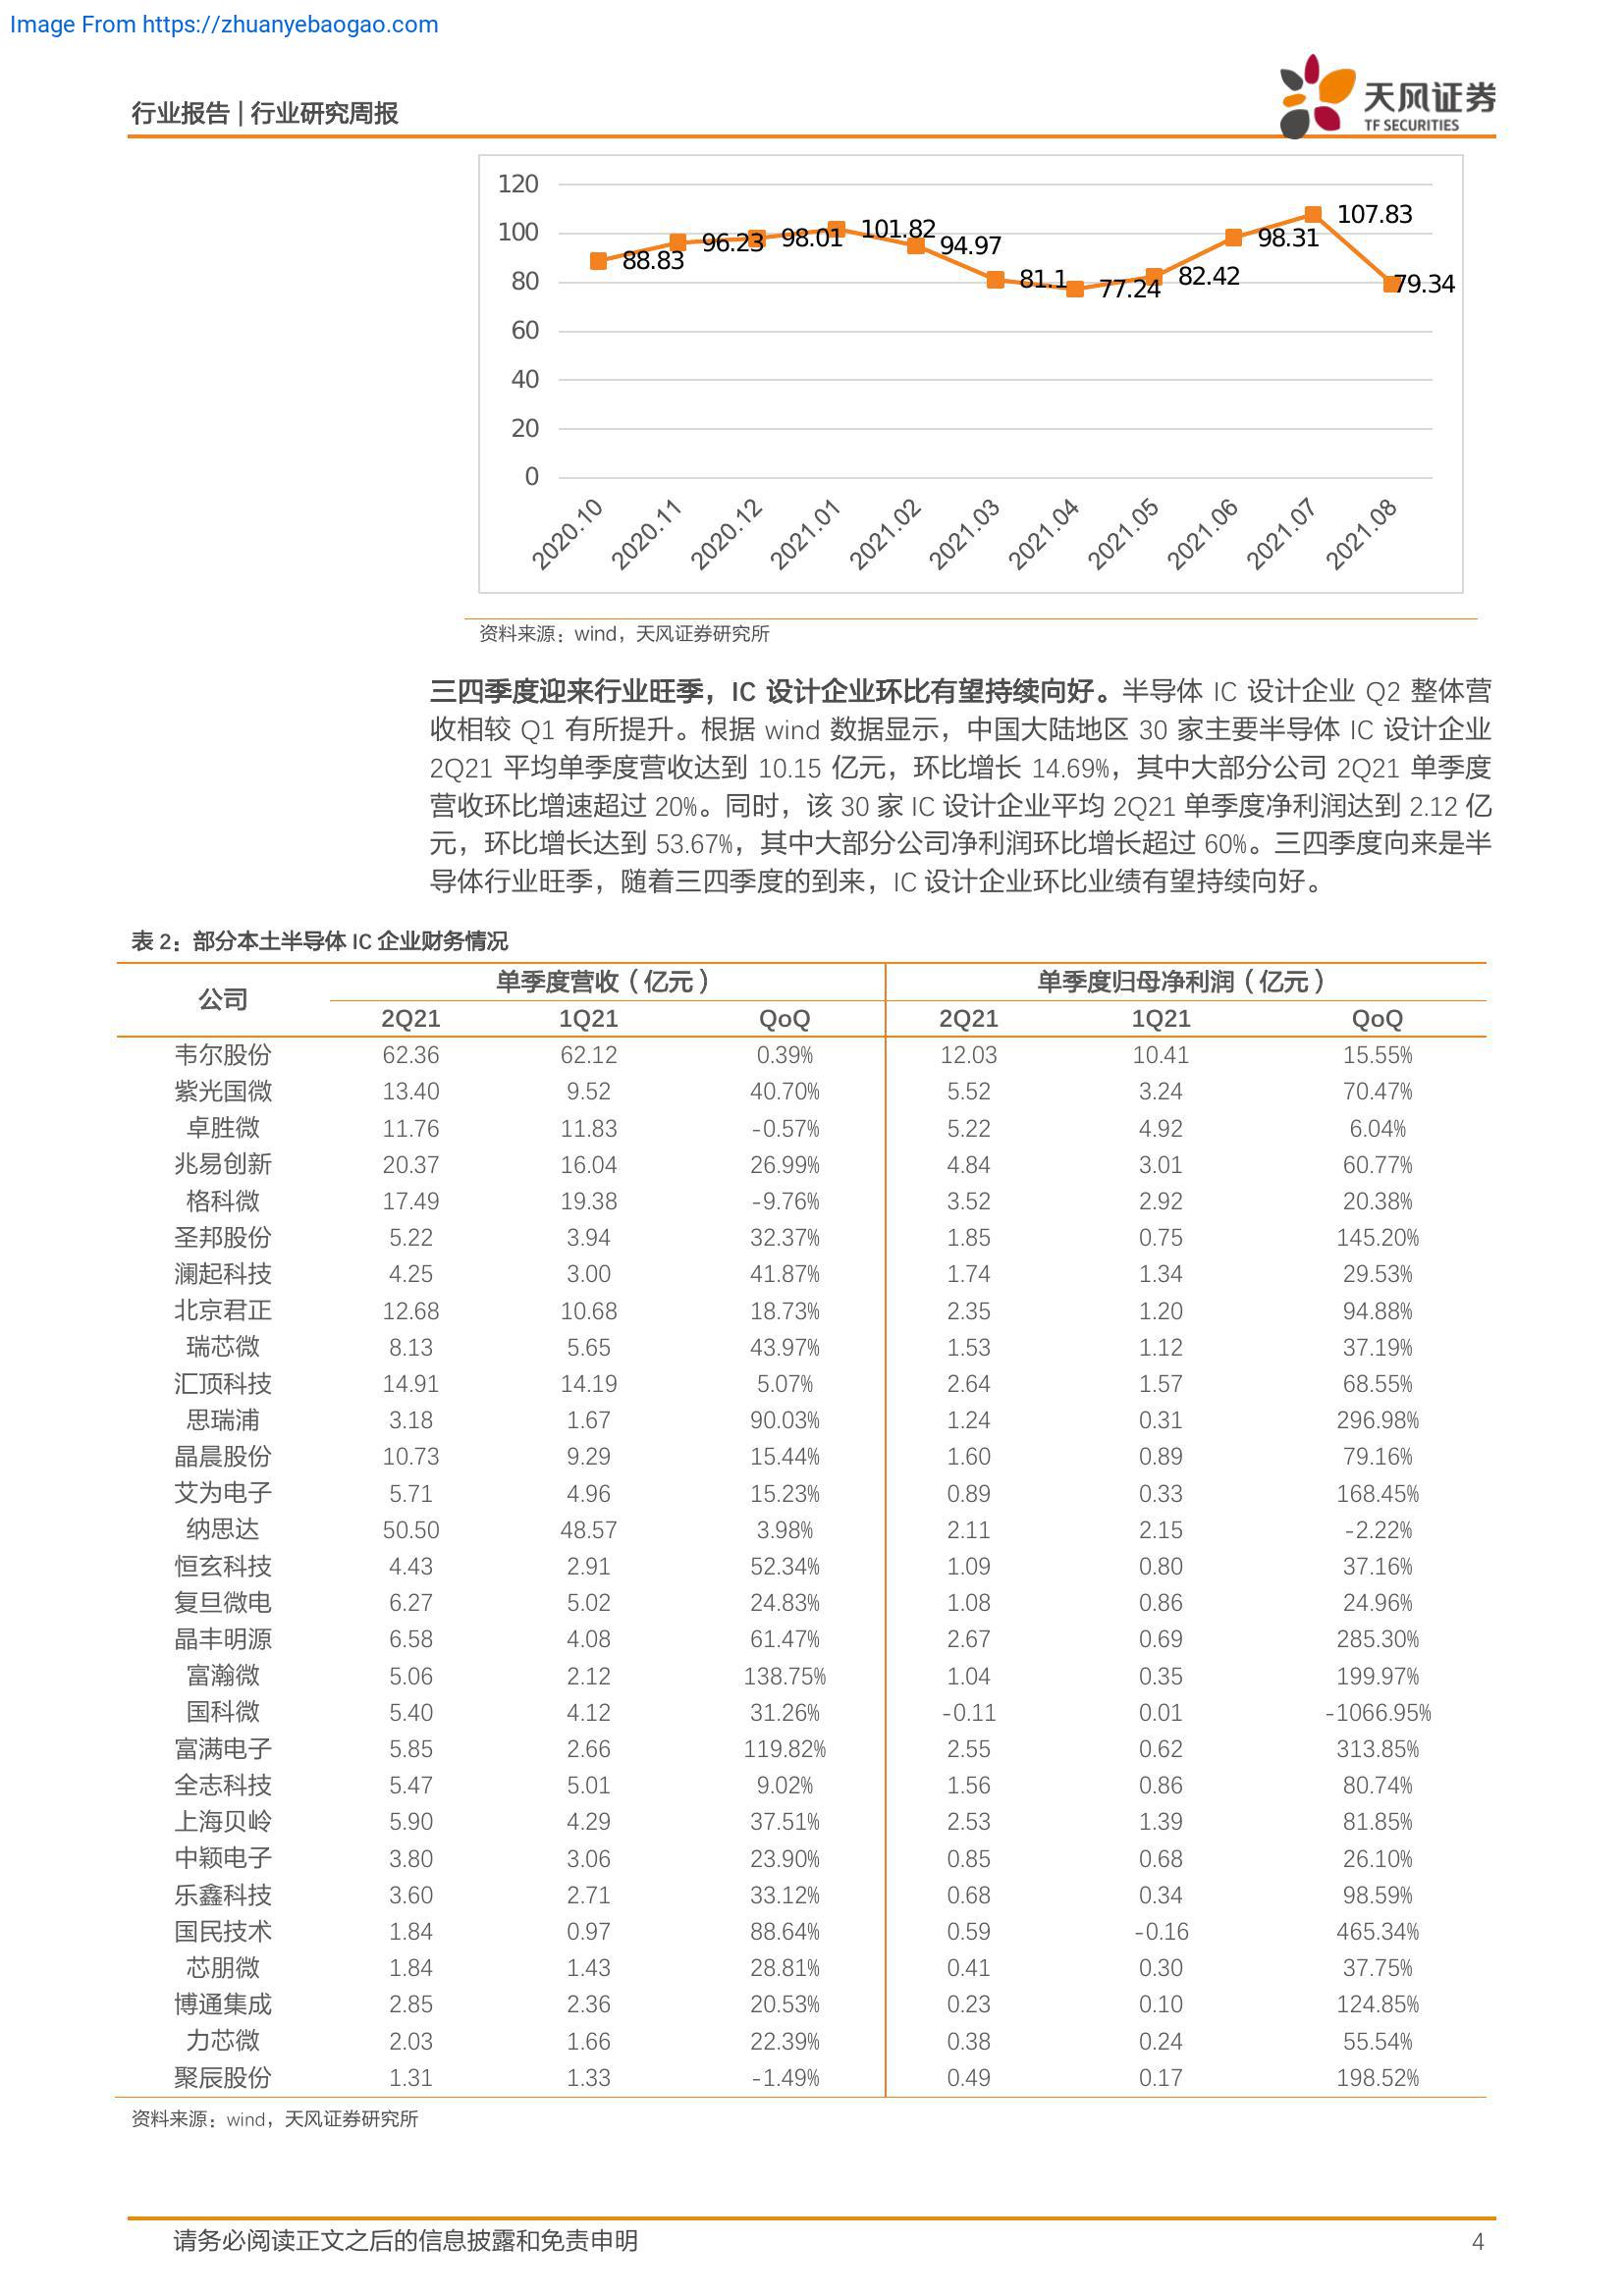 Image From https://zhuanyebaogao.com
行业报告 | 行业研究周报
天风证券
TF SECURITIES
120
100
80
60
40
20
0
88.83
96.23
98.01
101.82
94.97
81.1
77.24
82.42
98.31
107.83
79.34
2020.10
2020.11
2020.12
2021.01
2021.02
2021.03
2021.04
2021.05
2021.06
2021.07
2021.08
资料来源：wind，天风证券研究所
三四季度迎来行业旺季，IC 设计企业环比有望持续向好。半导体 IC 设计企业 Q2 整体营
收相较 Q1 有所提升。根据 wind 数据显示，中国大陆地区 30 家主要半导体 IC 设计企业
2Q21 平均单季度营收达到 10.15 亿元，环比增长 14.69%，其中大部分公司 2Q21 单季度
营收环比增速超过 20%。同时，该 30 家 IC 设计企业平均 2Q21 单季度净利润达到 2.12 亿
元，环比增长达到 53.67%，其中大部分公司净利润环比增长超过 60%。三四季度向来是半
导体行业旺季，随着三四季度的到来，IC 设计企业环比业绩有望持续向好。
表 2：部分本土半导体 IC 企业财务情况
公司 单季度营收（亿元） 单季度归母净利润（亿元）
2Q21 1Q21 QoQ 2Q21 1Q21 QoQ
韦尔股份 62.36 62.12 0.39% 12.03 10.41 15.55%
紫光国微 13.40 9.52 40.70% 5.52 3.24 70.47%
卓胜微 11.76 11.83 -0.57% 5.22 4.92 6.04%
兆易创新 20.37 16.04 26.99% 4.84 3.01 60.77%
格科微 17.49 19.38 -9.76% 3.52 2.92 20.38%
圣邦股份 5.22 3.94 32.37% 1.85 0.75 145.20%
澜起科技 4.25 3.00 41.87% 1.74 1.34 29.53%
北京君正 12.68 10.68 18.73% 2.35 1.20 94.88%
瑞芯微 8.13 5.65 43.97% 1.53 1.12 37.19%
汇顶科技 14.91 14.19 5.07% 2.64 1.57 68.55%
思瑞浦 3.18 1.67 90.03% 1.24 0.31 296.98%
晶晨股份 10.73 9.29 15.44% 1.60 0.89 79.16%
艾为电子 5.71 4.96 15.23% 0.89 0.33 168.45%
纳思达 50.50 48.57 3.98% 2.11 2.15 -2.22%
恒玄科技 4.43 2.91 52.34% 1.09 0.80 37.16%
复旦微电 6.27 5.02 24.83% 1.08 0.86 24.96%
晶丰明源 6.58 4.08 61.47% 2.67 0.69 285.30%
富瀚微 5.06 2.12 138.75% 1.04 0.35 199.97%
国科微 5.40 4.12 31.26% -0.11 0.01 -1066.95%
富满电子 5.85 2.66 119.82% 2.55 0.62 313.85%
全志科技 5.47 5.01 9.02% 1.56 0.86 80.74%
上海贝岭 5.90 4.29 37.51% 2.53 1.39 81.85%
中颖电子 3.80 3.06 23.90% 0.85 0.68 26.10%
乐鑫科技 3.60 2.71 33.12% 0.68 0.34 98.59%
国民技术 1.84 0.97 88.64% 0.59 -0.16 465.34%
芯朋微 1.84 1.43 28.81% 0.41 0.30 37.75%
博通集成 2.85 2.36 20.53% 0.23 0.10 124.85%
力芯微 2.03 1.66 22.39% 0.38 0.24 55.54%
聚辰股份 1.31 1.33 -1.49% 0.49 0.17 198.52%
资料来源：wind，天风证券研究所
请务必阅读正文之后的信息披露和免责申明 4